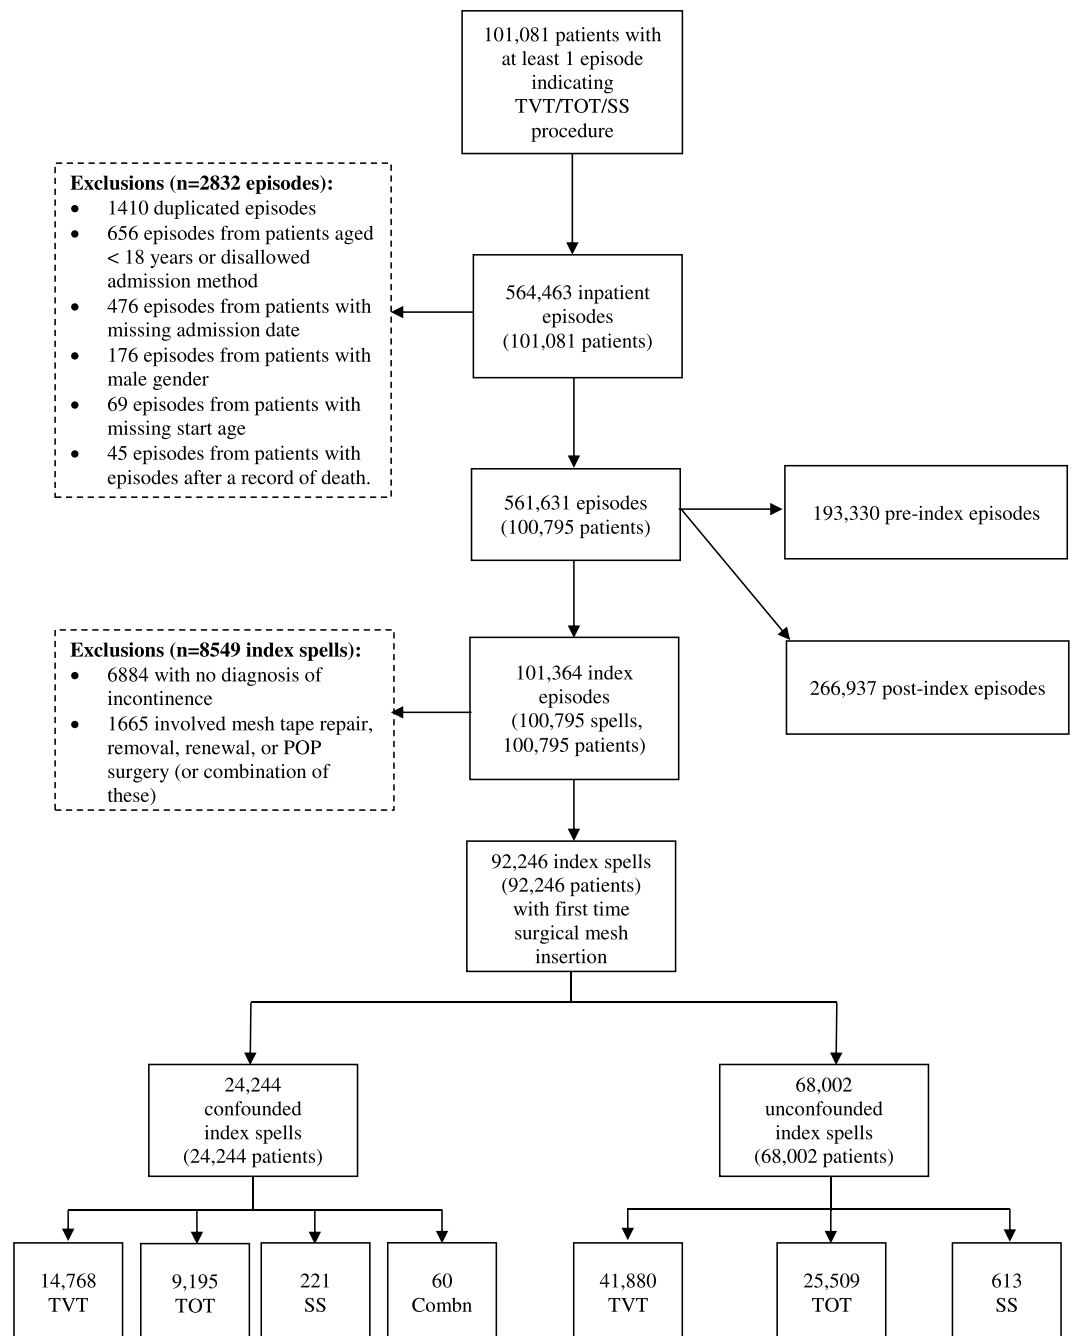 101,081 patients with
at least 1 episode
indicating
TVT/TOT/SS
procedure
Exclusions (n=2832 episodes):
• 1410 duplicated episodes
• 656 episodes from patients aged
< 18 years or disallowed
admission method
• 476 episodes from patients with
missing admission date
• 176 episodes from patients with
male gender
• 69 episodes from patients with
missing start age
• 45 episodes from patients with
episodes after a record of death.
564,463 inpatient
episodes
(101,081 patients)
561,631 episodes
(100,795 patients)
193,330 pre-index episodes
266,937 post-index episodes
Exclusions (n=8549 index spells):
• 6884 with no diagnosis of
incontinence
• 1665 involved mesh tape repair,
removal, renewal, or POP
surgery (or combination of
these)
101,364 index
episodes
(100,795 spells,
100,795 patients)
92,246 index spells
(92,246 patients)
with first time
surgical mesh
insertion
24,244
confounded
index spells
(24,244 patients)
68,002
unconfounded
index spells
(68,002 patients)
14,768
TVT
9,195
TOT
221
SS
60
Combn
41,880
TVT
25,509
TOT
613
SS